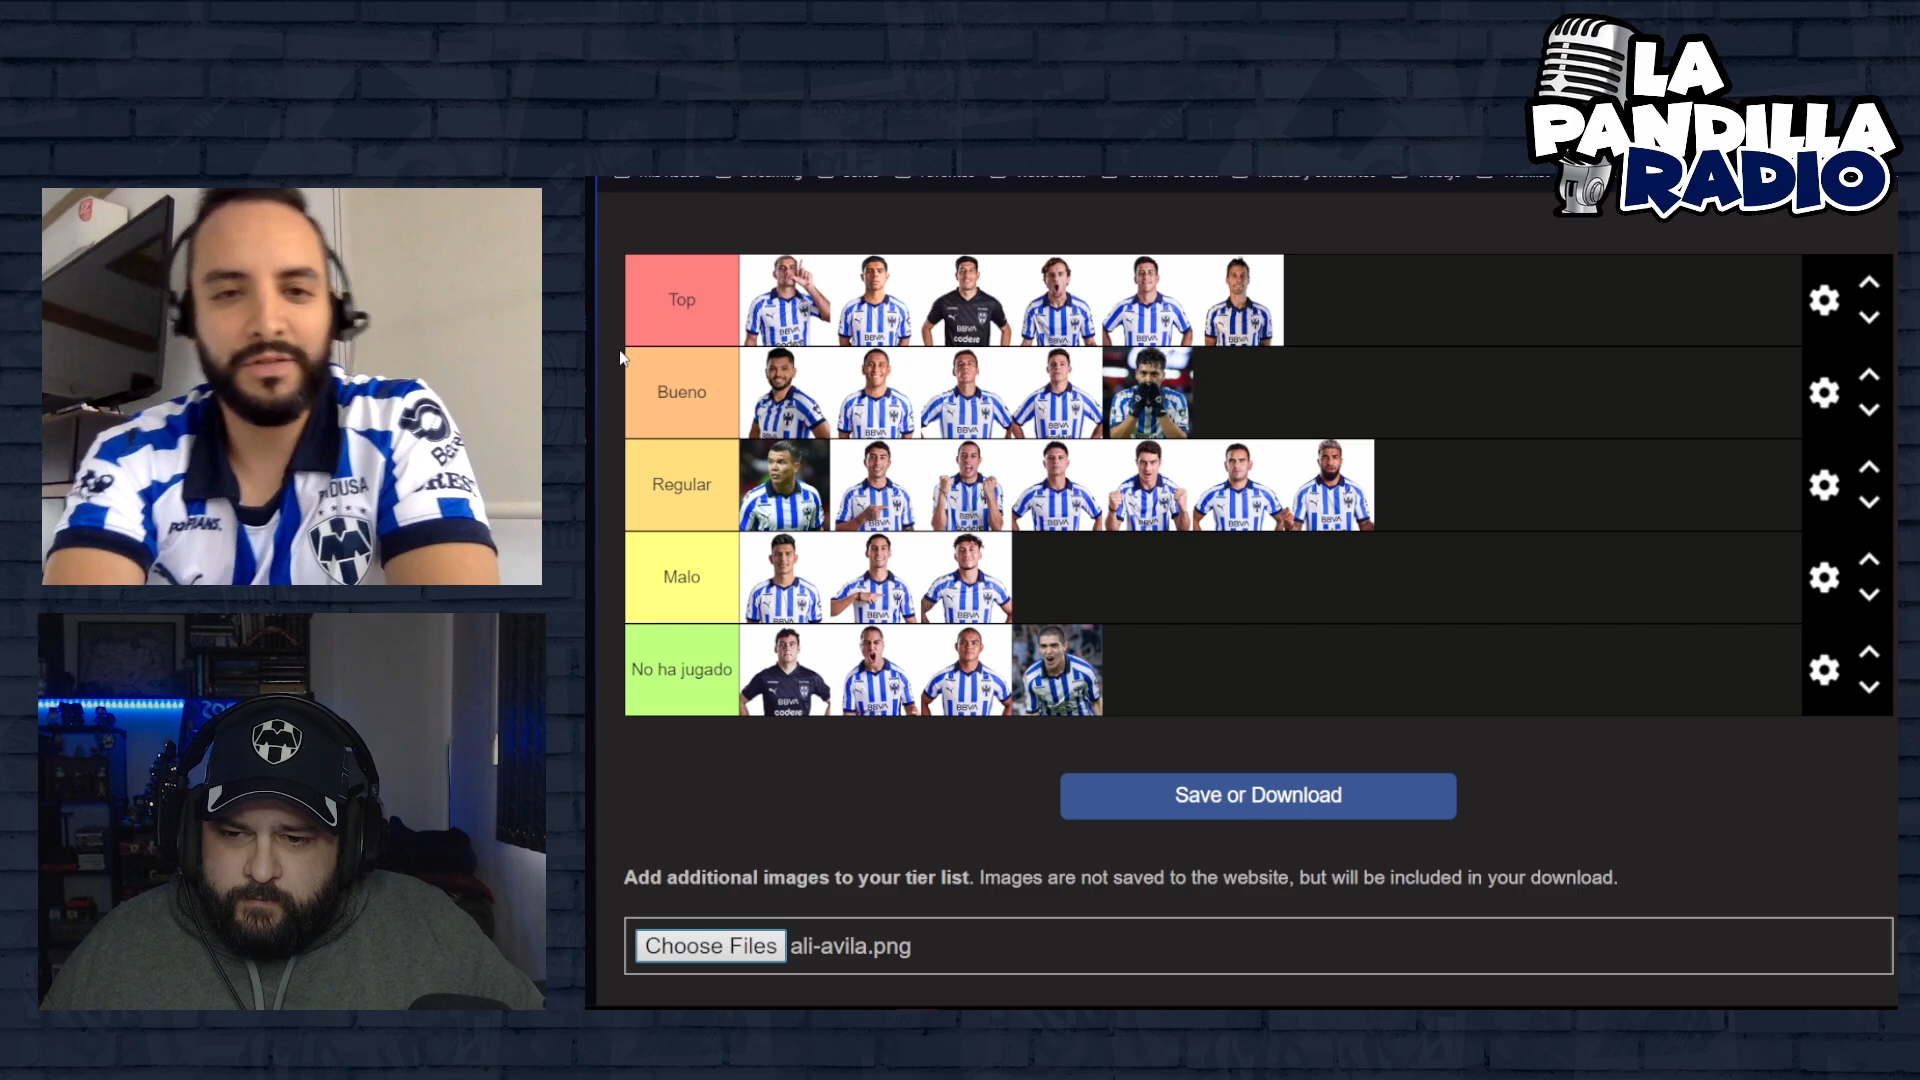 LA
PANDILLA
RADIO
Top
Bueno
Regular
Malo
No ha jugado
BBVA
codere
Save or Download
Add additional images to your tier list. Images are not saved to the website, but will be included in your download.
Choose Files ali-avila.png